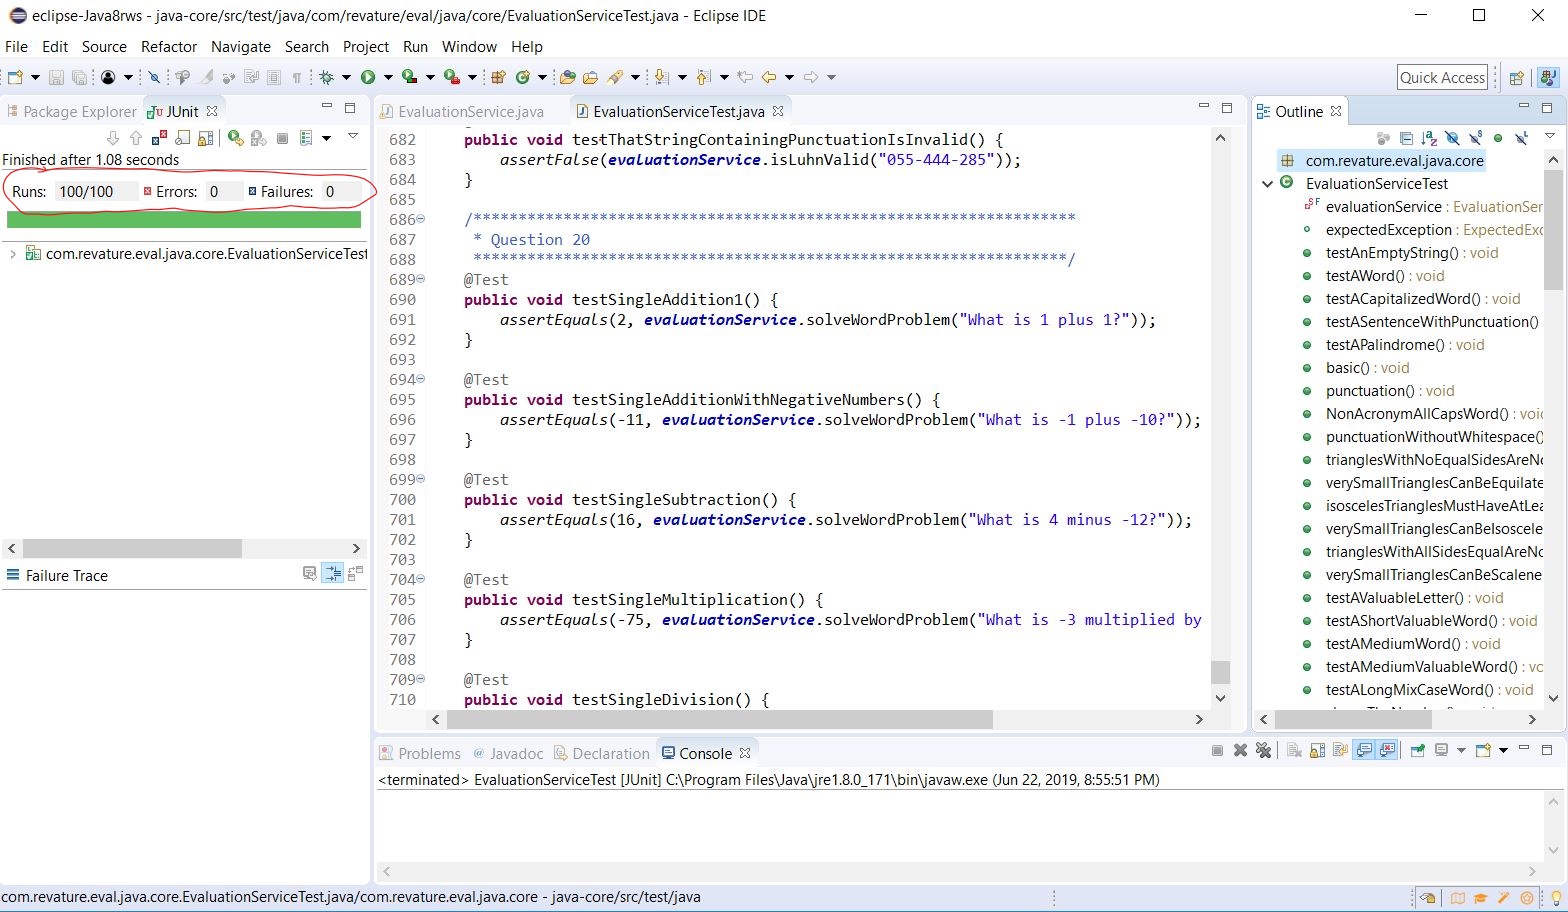 eclipse-Java8rws - java-core/src/test/java/com/revature/eval/java/core/EvaluationServiceTest.java - Eclipse IDE
File Edit Source Refactor Navigate Search Project Run Window Help
Quick Access
Package Explorer JUnit
Finished after 1.08 seconds
Runs: 100/100 Errors: 0 Failures: 0
com.revature.eval.java.core.EvaluationServiceTest
Failure Trace
EvaluationService.java EvaluationServiceTest.java
682 public void testThatStringContainingPunctuationIsInvalid() {
683 assertFalse(evaluationService.isLuhnValid("055-444-285"));
684 }
685
686 /*******************************************************************
687 * Question 20
688 ******************************************************************/
689 @Test
690 public void testSingleAddition1() {
691 assertEquals(2, evaluationService.solveWordProblem("What is 1 plus 1?"));
692 }
693
694 @Test
695 public void testSingleAdditionWithNegativeNumbers() {
696 assertEquals(-11, evaluationService.solveWordProblem("What is -1 plus -10?"));
697 }
698
699 @Test
700 public void testSingleSubtraction() {
701 assertEquals(16, evaluationService.solveWordProblem("What is 4 minus -12?"));
702 }
703
704 @Test
705 public void testSingleMultiplication() {
706 assertEquals(-75, evaluationService.solveWordProblem("What is -3 multiplied by
707 }
708
709 @Test
710 public void testSingleDivision() {
Outline
com.revature.eval.java.core
EvaluationServiceTest
evaluationService : EvaluationSer
expectedException : ExpectedExc
testAnEmptyString() : void
testAWord() : void
testACapitalizedWord() : void
testASentenceWithPunctuation()
testAPalindrome() : void
basic() : void
punctuation() : void
NonAcronymAllCapsWord() : voic
punctuationWithoutWhitespace()
trianglesWithNoEqualSidesAreNo
verySmallTrianglesCanBeEquilate
isoscelesTrianglesMustHaveAtLea
verySmallTrianglesCanBeIsoscele
trianglesWithAllSidesEqualAreNo
verySmallTrianglesCanBeScalene
testAValuableLetter() : void
testAShortValuableWord() : void
testAMediumWord() : void
testAMediumValuableWord() : vo
testALongMixCaseWord() : void
Problems Javadoc Declaration Console
<terminated> EvaluationServiceTest [JUnit] C:\Program Files\Java\jre1.8.0_171\bin\javaw.exe (Jun 22, 2019, 8:55:51 PM)
com.revature.eval.java.core.EvaluationServiceTest.java/com.revature.eval.java.core - java-core/src/test/java